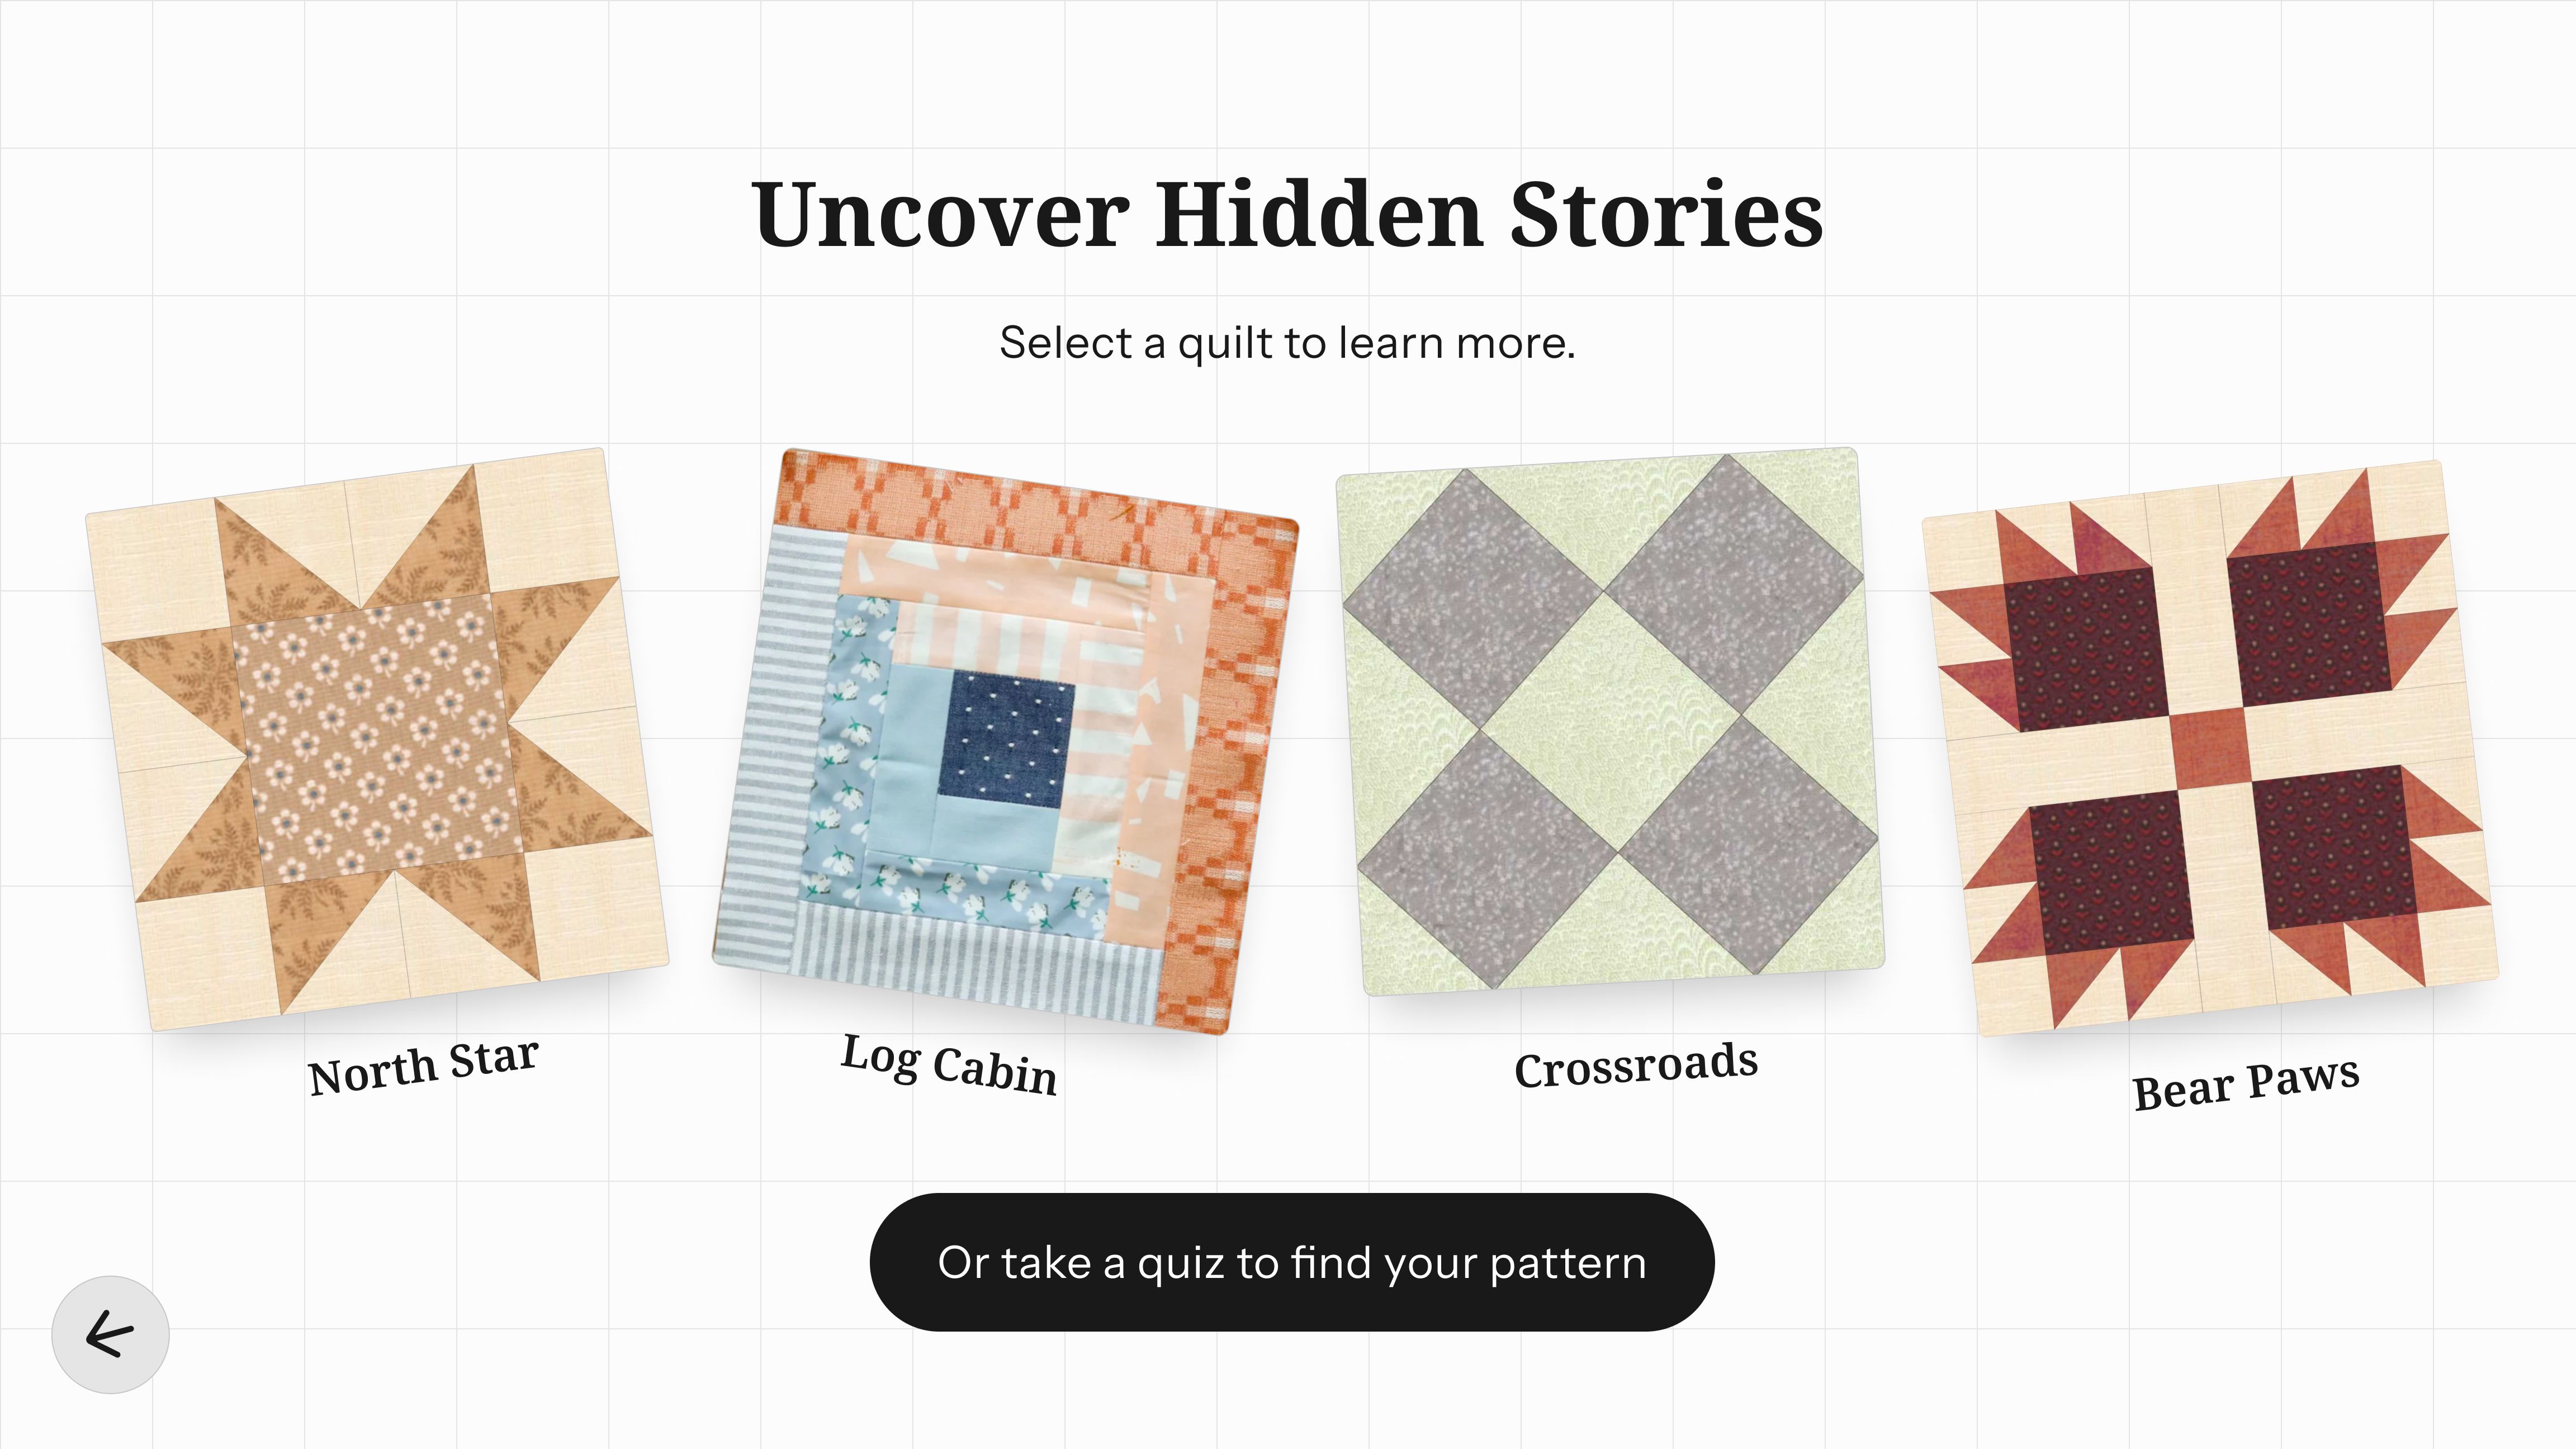 Uncover Hidden Stories
Select a quilt to learn more.
North Star
Log Cabin
Crossroads
Bear Paws
Or take a quiz to find your pattern